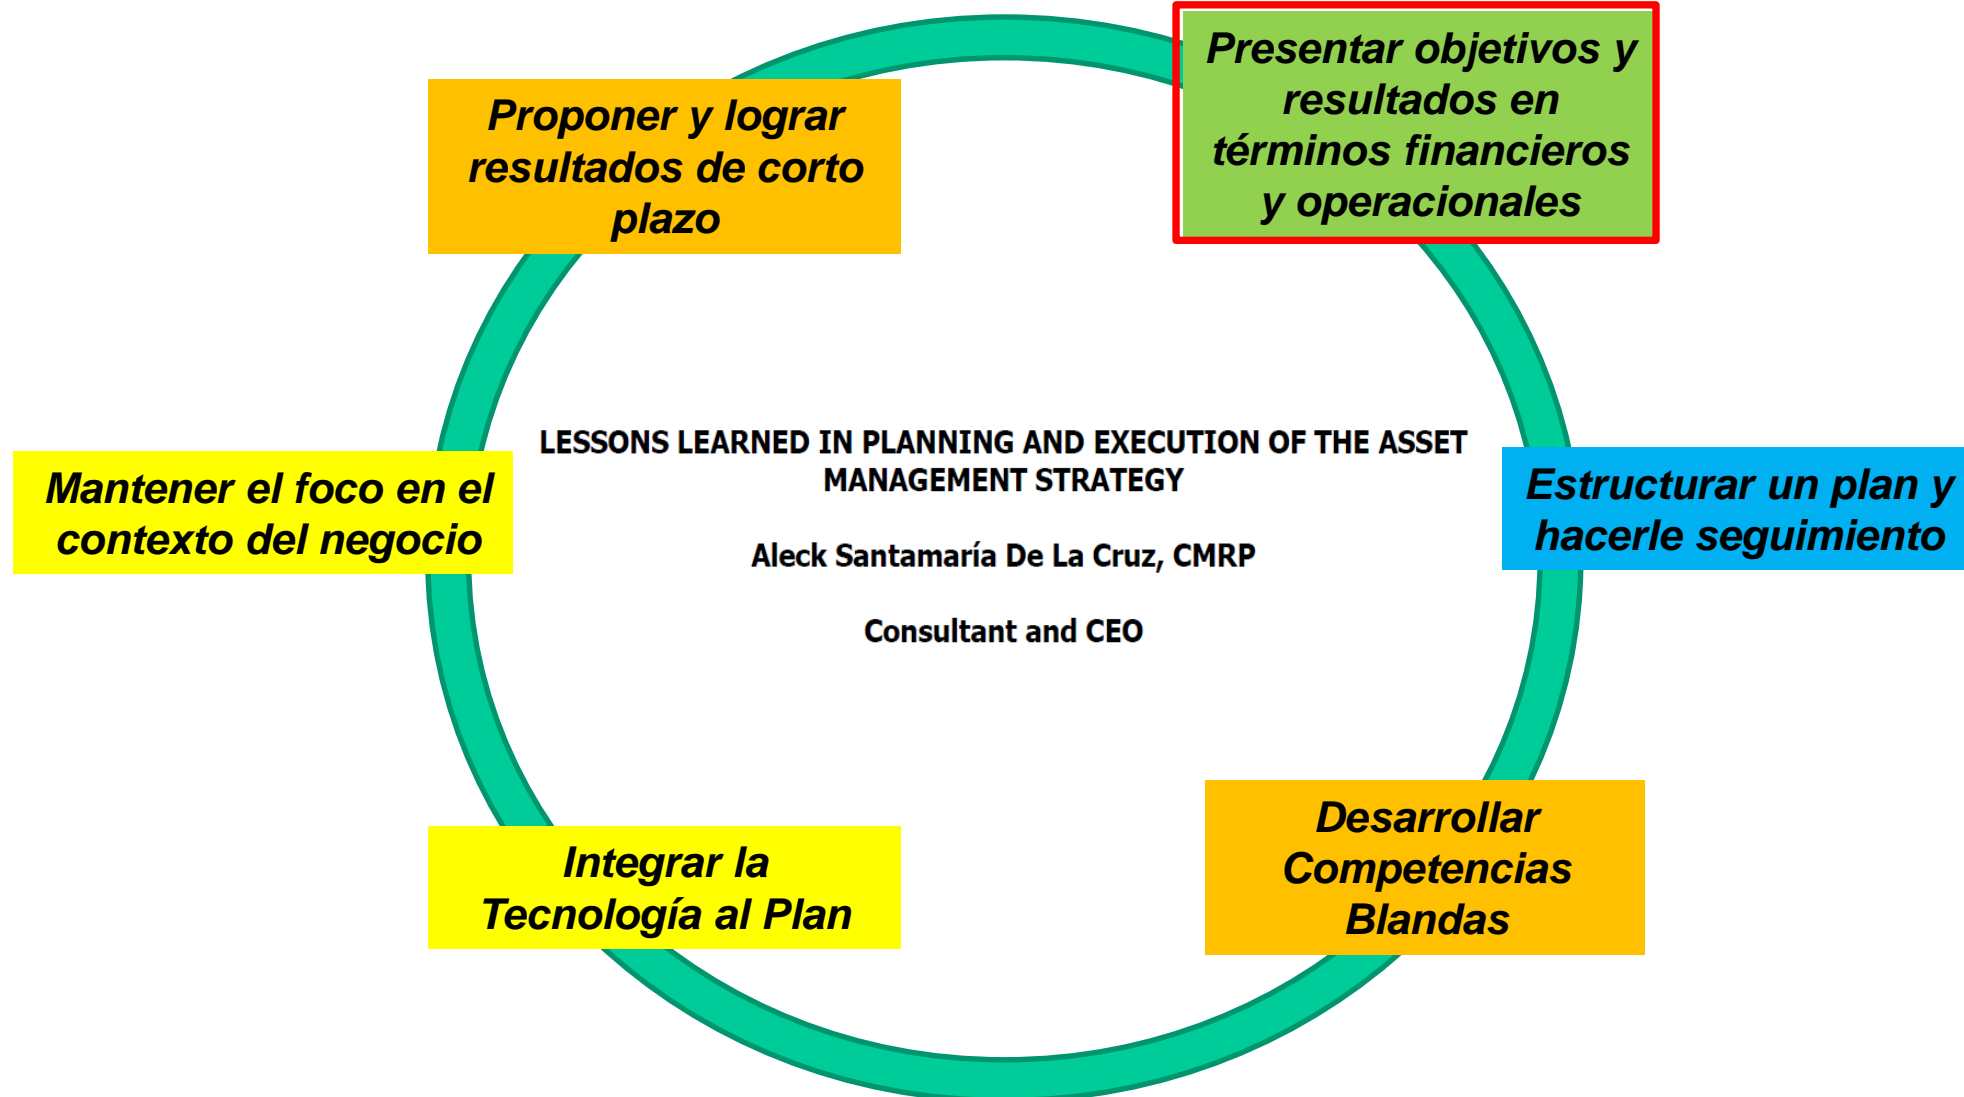 Presentar objetivos y
resultados en
términos financieros
y operacionales
Proponer y lograr
resultados de corto
plazo
LESSONS LEARNED IN PLANNING AND EXECUTION OF THE ASSET
MANAGEMENT STRATEGY
Aleck Santamaría De La Cruz, CMRP
Consultant and CEO
Mantener el foco en el
contexto del negocio
Estructurar un plan y
hacerle seguimiento
Integrar la
Tecnología al Plan
Desarrollar
Competencias
Blandas